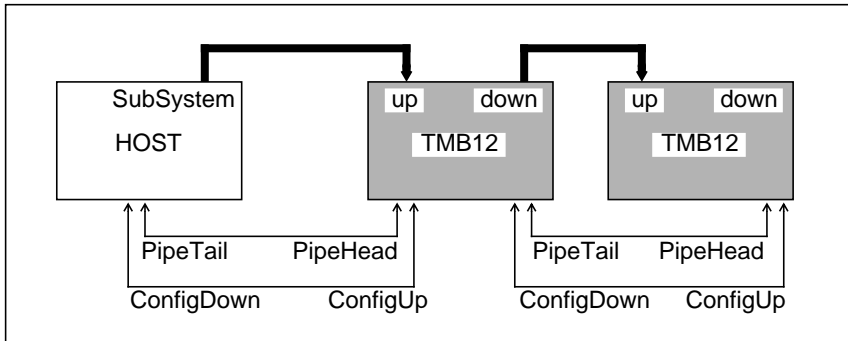 SubSystem
HOST
up down
TMB12
up down
TMB12
PipeTail PipeHead
ConfigDown ConfigUp
PipeTail PipeHead
ConfigDown ConfigUp